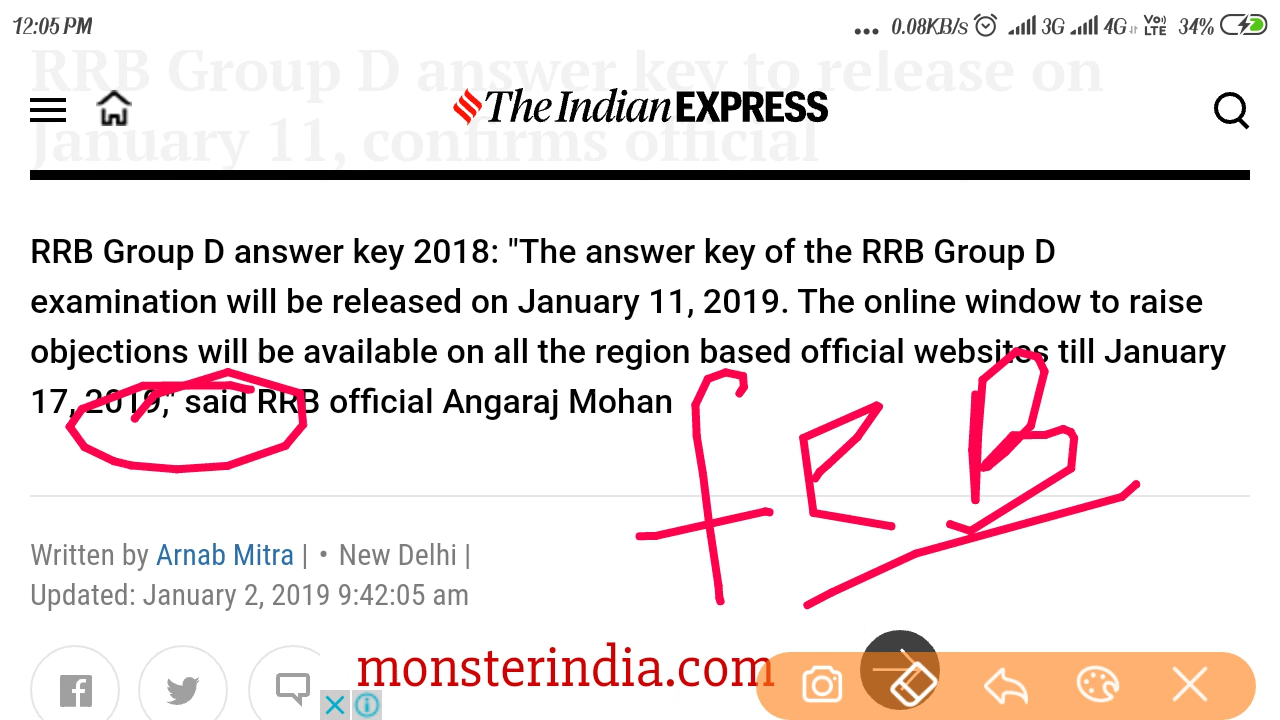 12:05 PM ... 0.08KB/s 3G 4G Vo) LTE 34%
RRB Group D answer key to release on
January 11, confirms official
The Indian EXPRESS
RRB Group D answer key 2018: "The answer key of the RRB Group D
examination will be released on January 11, 2019. The online window to raise
objections will be available on all the region based official websites till January
17, 2019," said RRB official Angaraj Mohan
feB
Written by Arnab Mitra | • New Delhi |
Updated: January 2, 2019 9:42:05 am
monsterindia.com